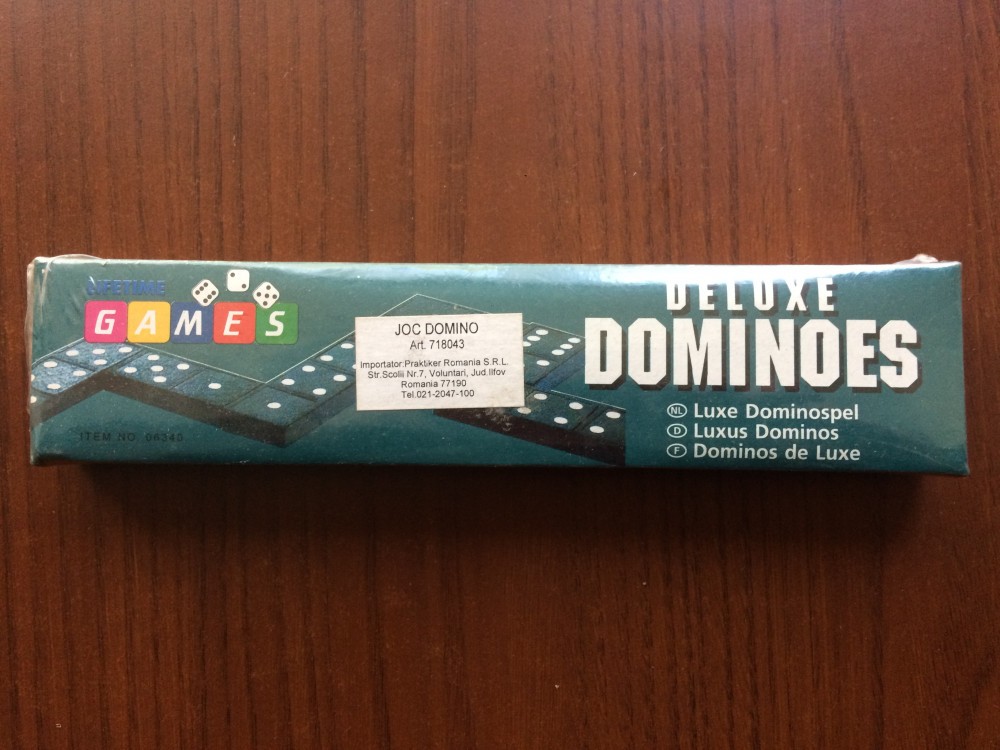 LIFETIME
GAMES
ITEM NO. 06340
JOC DOMINO
Art. 718043
Importator:Praktiker Romania S.R.L.
Str.Scolii Nr.7, Voluntari, Jud.Ilfov
Romania 77190
Tel.021-2047-100
DELUXE
DOMINOES
NL Luxe Dominospel
D Luxus Dominos
F Dominos de Luxe